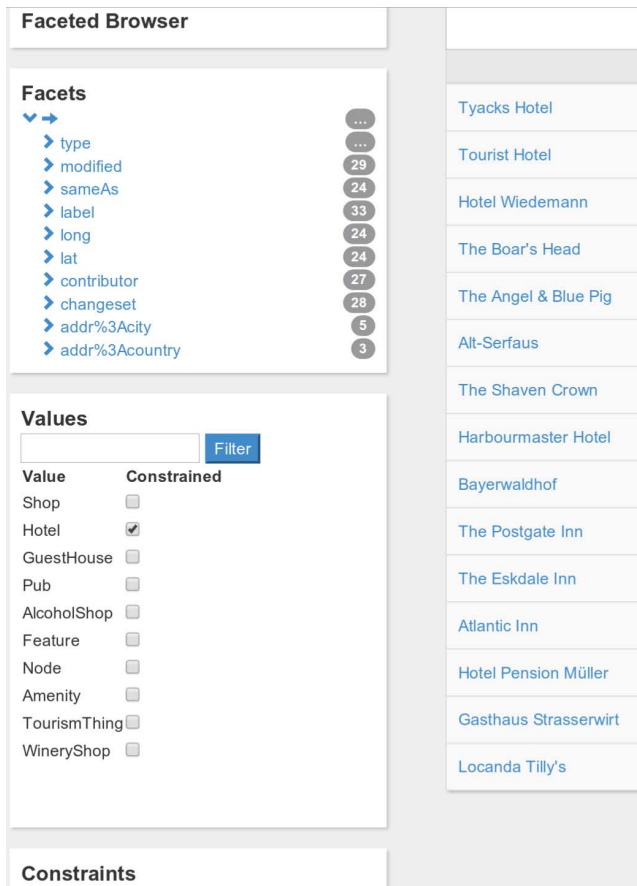 Faceted Browser
Facets
...
type ...
modified 29
sameAs 24
label 33
long 24
lat 24
contributor 27
changeset 28
addr%3Acity 5
addr%3Acountry 3
Values
Filter
Value Constrained
Shop
Hotel
GuestHouse
Pub
AlcoholShop
Feature
Node
Amenity
TourismThing
WineryShop
Constraints
Tyacks Hotel
Tourist Hotel
Hotel Wiedemann
The Boar's Head
The Angel & Blue Pig
Alt-Serfaus
The Shaven Crown
Harbourmaster Hotel
Bayerwaldhof
The Postgate Inn
The Eskdale Inn
Atlantic Inn
Hotel Pension Müller
Gasthaus Strasserwirt
Locanda Tilly's